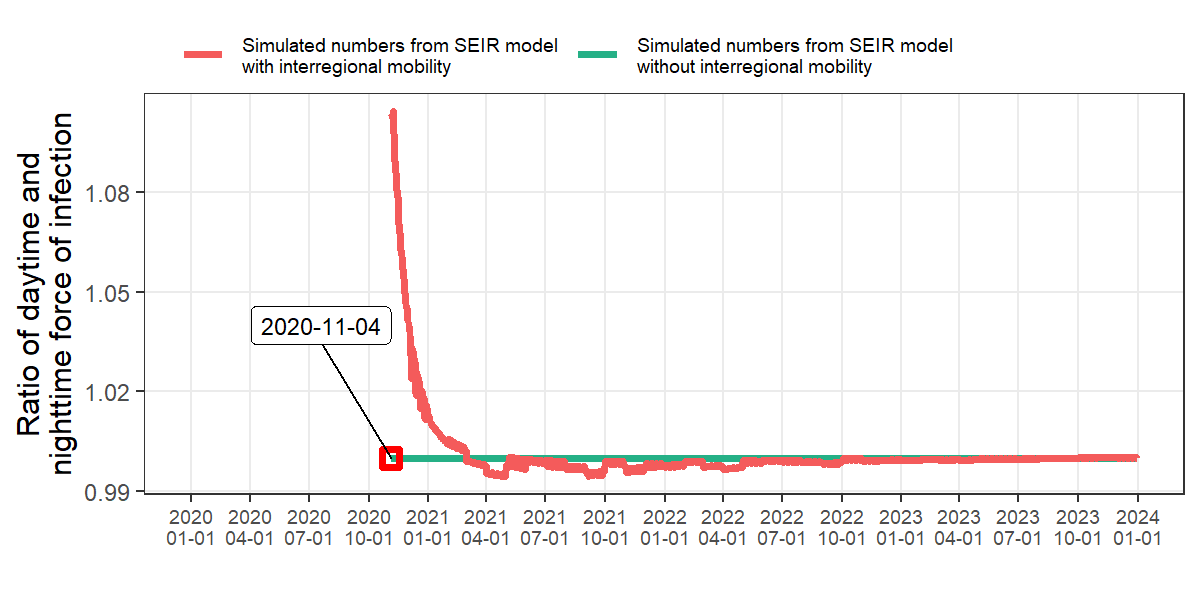 Simulated numbers from SEIR model
with interregional mobility
Simulated numbers from SEIR model
without interregional mobility
Ratio of daytime and
nighttime force of infection
1.08
1.05
1.02
0.99
2020-11-04
2020 2020 2020 2020 2021 2021 2021 2021 2022 2022 2022 2022 2023 2023 2023 2023 2024
01-01 04-01 07-01 10-01 01-01 04-01 07-01 10-01 01-01 04-01 07-01 10-01 01-01 04-01 07-01 10-01 01-01